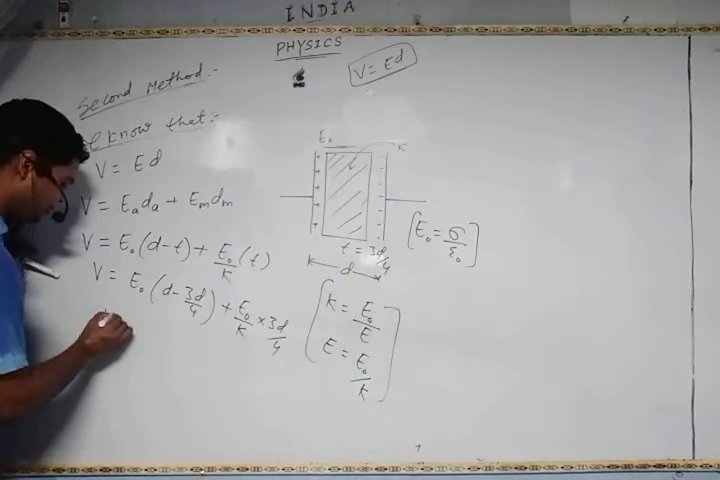 INDIA
PHYSICS
V = Ed
Second Method :-
know that :-
V = Ed
V = Eₐdₐ + Eₘdₘ
V = E₀(d-t) + E₀/K (t)
V = E₀(d - 3d/4) + E₀/K × 3d/4
E₀
K
+ + + + +
- - - - -
t = 3d/4
d
[E₀ = σ/ε₀]
K = E₀/E
E = E₀/K